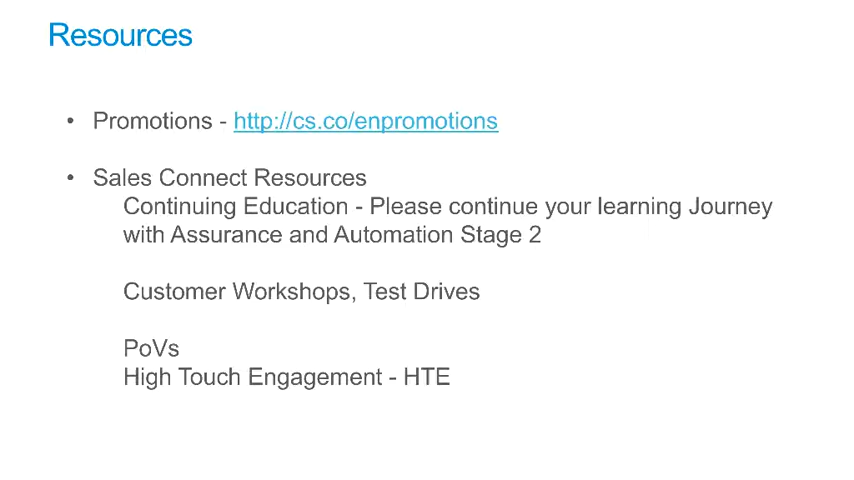 Resources
• Promotions - http://cs.co/enpromotions
• Sales Connect Resources
Continuing Education - Please continue your learning Journey
with Assurance and Automation Stage 2
Customer Workshops, Test Drives
PoVs
High Touch Engagement - HTE